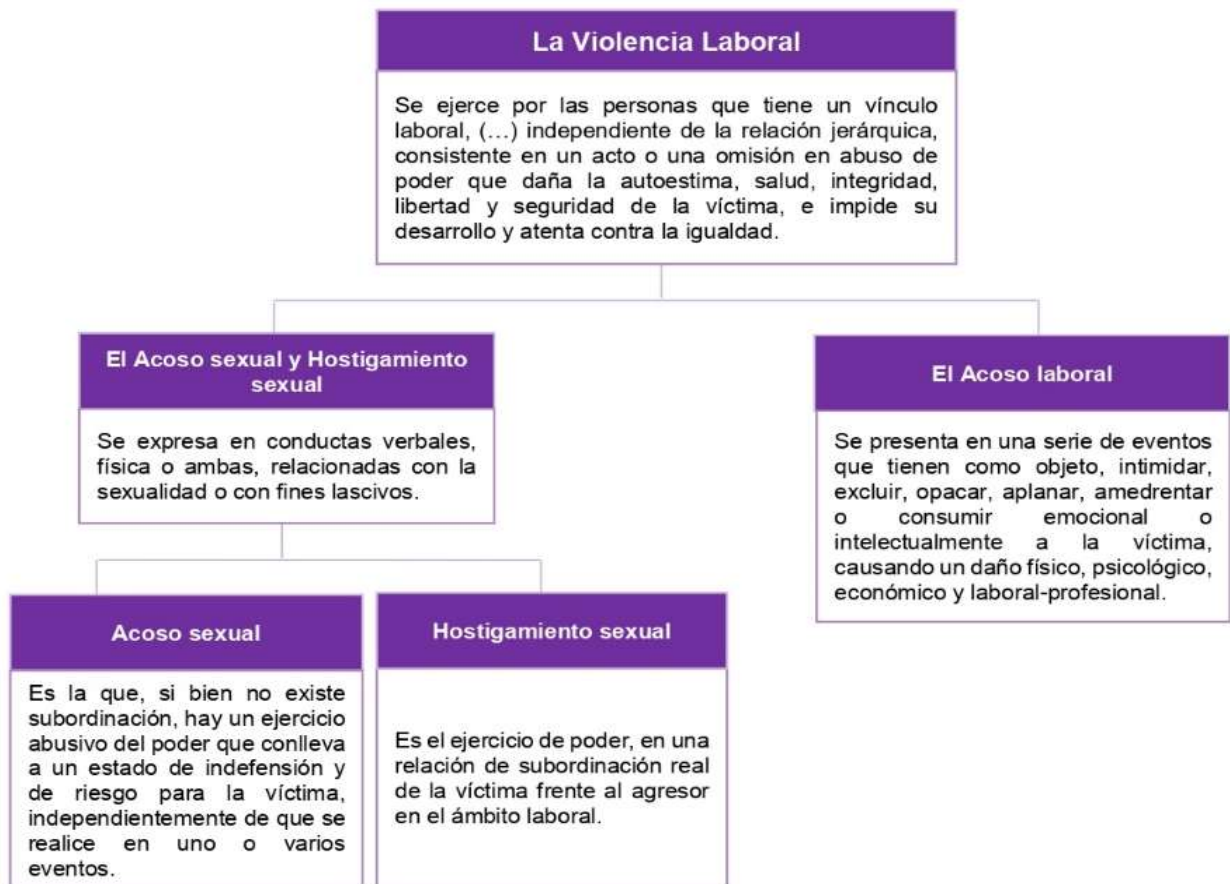 La Violencia Laboral
Se ejerce por las personas que tiene un vínculo
laboral, (…) independiente de la relación jerárquica,
consistente en un acto o una omisión en abuso de
poder que daña la autoestima, salud, integridad,
libertad y seguridad de la víctima, e impide su
desarrollo y atenta contra la igualdad.
El Acoso sexual y Hostigamiento
sexual
Se expresa en conductas verbales,
física o ambas, relacionadas con la
sexualidad o con fines lascivos.
El Acoso laboral
Se presenta en una serie de eventos
que tienen como objeto, intimidar,
excluir, opacar, aplanar, amedrentar
o consumir emocional o
intelectualmente a la víctima,
causando un daño físico, psicológico,
económico y laboral-profesional.
Acoso sexual
Es la que, si bien no existe
subordinación, hay un ejercicio
abusivo del poder que conlleva
a un estado de indefensión y
de riesgo para la víctima,
independientemente de que se
realice en uno o varios
eventos.
Hostigamiento sexual
Es el ejercicio de poder, en una
relación de subordinación real
de la víctima frente al agresor
en el ámbito laboral.